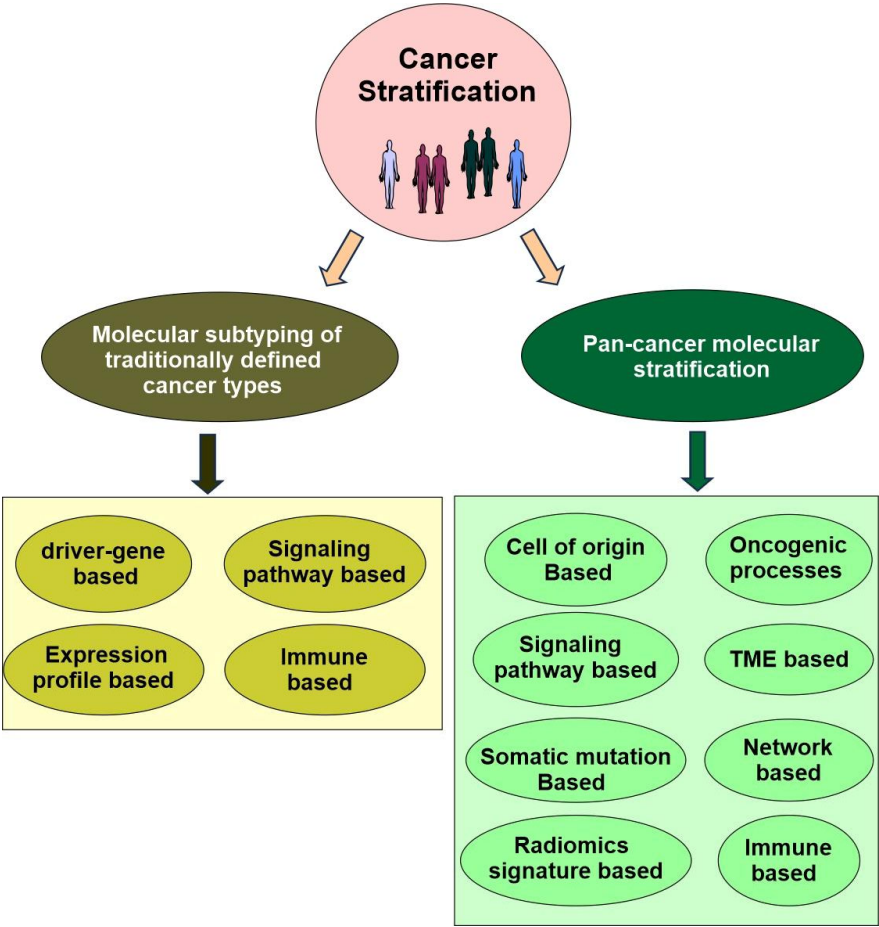 Cancer
Stratification
Molecular subtyping of
traditionally defined
cancer types
Pan-cancer molecular
stratification
driver-gene
based
Signaling
pathway based
Expression
profile based
Immune
based
Cell of origin
Based
Oncogenic
processes
Signaling
pathway based
TME based
Somatic mutation
Based
Network
based
Radiomics
signature based
Immune
based